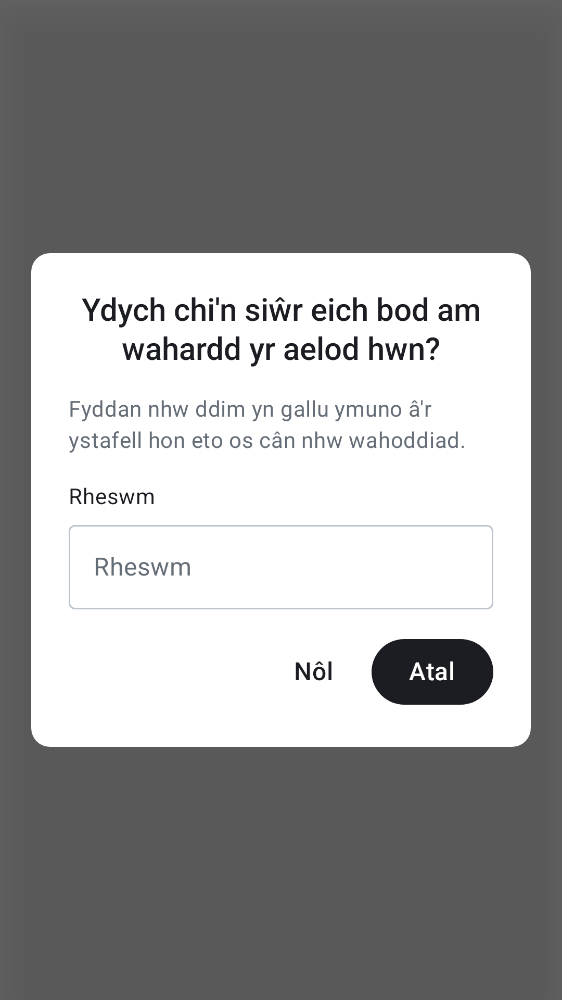 Ydych chi'n siŵr eich bod am
wahardd yr aelod hwn?
Fyddan nhw ddim yn gallu ymuno â'r
ystafell hon eto os cân nhw wahoddiad.
Rheswm
Rheswm
Nôl
Atal